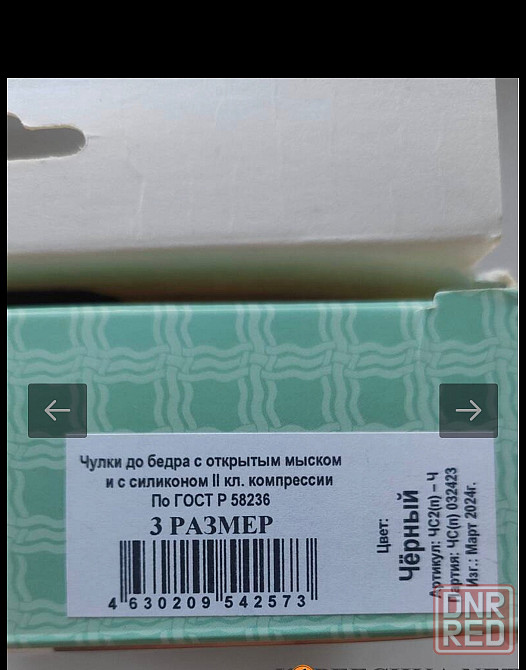 Чулки до бедра с открытым мыском
и с силиконом II кл. компрессии
По ГОСТ Р 58236
3 РАЗМЕР
4 630209 542573
Цвет:
Чёрный
Артикул: ЧС2(п) – Ч
Партия: ЧС(п) 032423
Изг.: Март 2024г.
DNR
RED